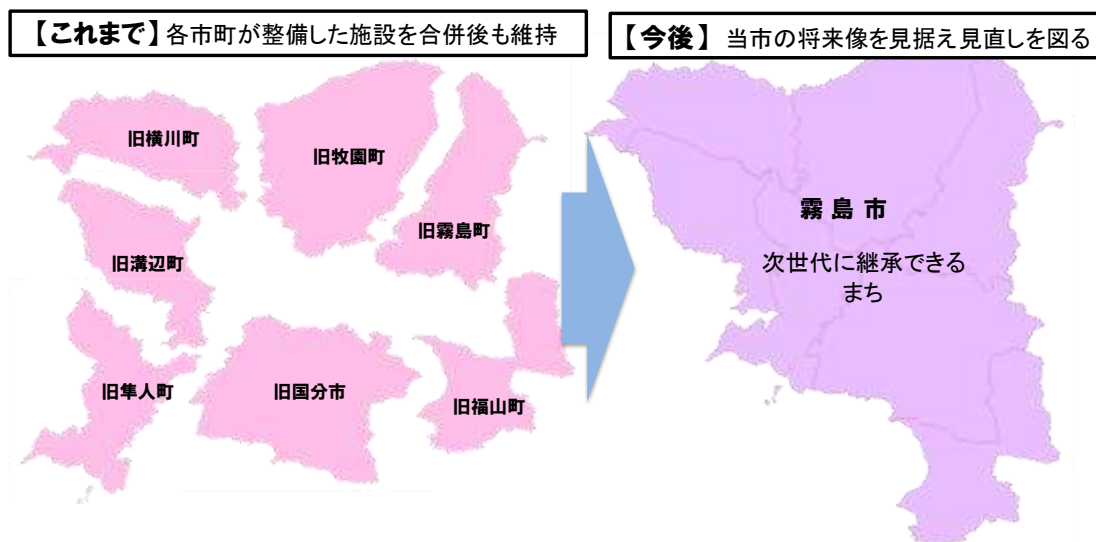 【これまで】各市町が整備した施設を合併後も維持
【今後】 当市の将来像を見据え見直しを図る
旧横川町
旧牧園町
旧霧島町
旧溝辺町
旧隼人町
旧国分市
旧福山町
霧島市
次世代に継承できる
まち